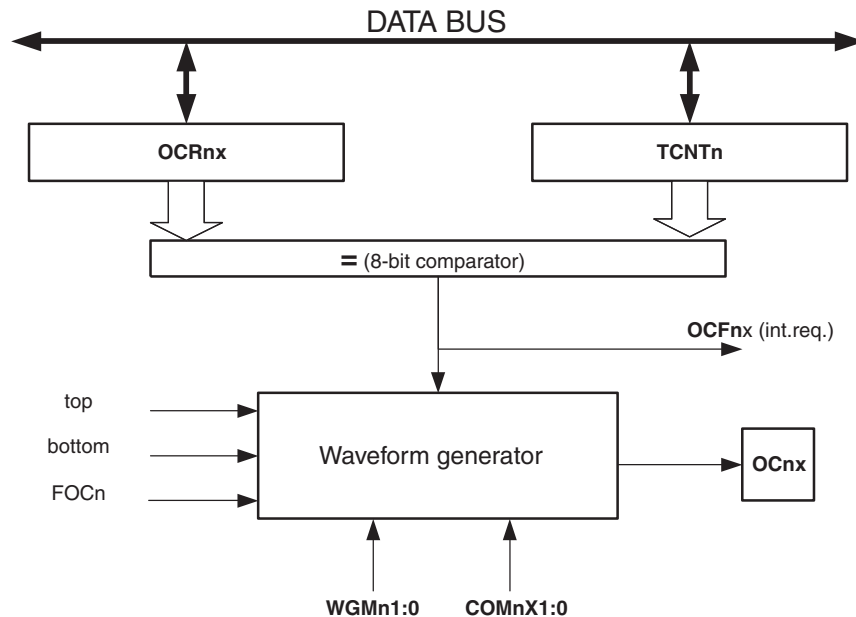 DATA BUS
OCRnx
TCNTn
= (8-bit comparator)
OCFnx (int.req.)
top
bottom
FOCn
Waveform generator
OCnx
WGMn1:0
COMnX1:0